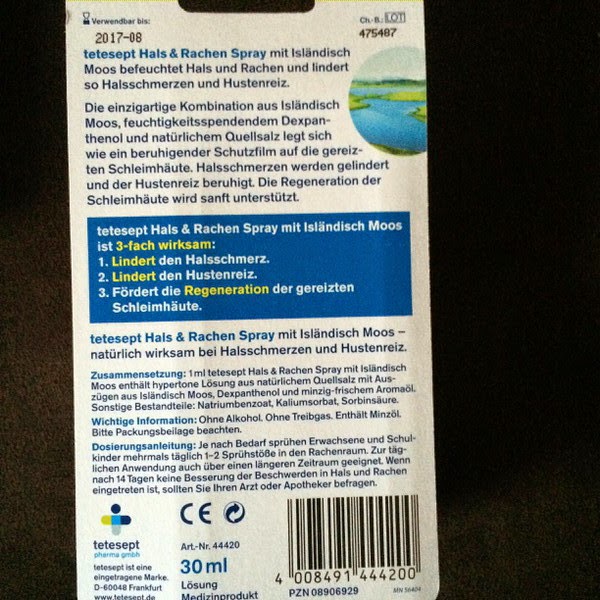 Verwendbar bis:
Ch.-B.: LOT
2017-08
475487
tetesept Hals & Rachen Spray mit Isländisch
Moos befeuchtet Hals und Rachen und lindert
so Halsschmerzen und Hustenreiz.
Die einzigartige Kombination aus Isländisch
Moos, feuchtigkeitsspendendem Dexpan-
thenol und natürlichem Quellsalz legt sich
wie ein beruhigender Schutzfilm auf die gereiz-
ten Schleimhäute. Halsschmerzen werden gelindert
und der Hustenreiz beruhigt. Die Regeneration der
Schleimhäute wird sanft unterstützt.
tetesept Hals & Rachen Spray mit Isländisch Moos
ist 3-fach wirksam:
1. Lindert den Halsschmerz.
2. Lindert den Hustenreiz.
3. Fördert die Regeneration der gereizten
Schleimhäute.
tetesept Hals & Rachen Spray mit Isländisch Moos –
natürlich wirksam bei Halsschmerzen und Hustenreiz.
Zusammensetzung: 1 ml tetesept Hals & Rachen Spray mit Isländisch
Moos enthält hypertone Lösung aus natürlichem Quellsalz mit Aus-
zügen aus Isländisch Moos, Dexpanthenol und minzig-frischem Aromaöl.
Sonstige Bestandteile: Natriumbenzoat, Kaliumsorbat, Sorbinsäure.
Wichtige Information: Ohne Alkohol. Ohne Treibgas. Enthält Minzöl.
Bitte Packungsbeilage beachten.
Dosierungsanleitung: Je nach Bedarf sprühen Erwachsene und Schul-
kinder mehrmals täglich 1–2 Sprühstöße in den Rachenraum. Zur täg-
lichen Anwendung auch über einen längeren Zeitraum geeignet. Wenn
nach 14 Tagen keine Besserung der Beschwerden in Hals und Rachen
eingetreten ist, sollten Sie Ihren Arzt oder Apotheker befragen.
tetesept
pharma gmbh
tetesept ist eine
eingetragene Marke.
D-60048 Frankfurt
www.tetesept.de
CE
Art.-Nr. 44420
30 ml
Lösung
Medizinprodukt
4 008491 444200
PZN 08906929
MN 56404